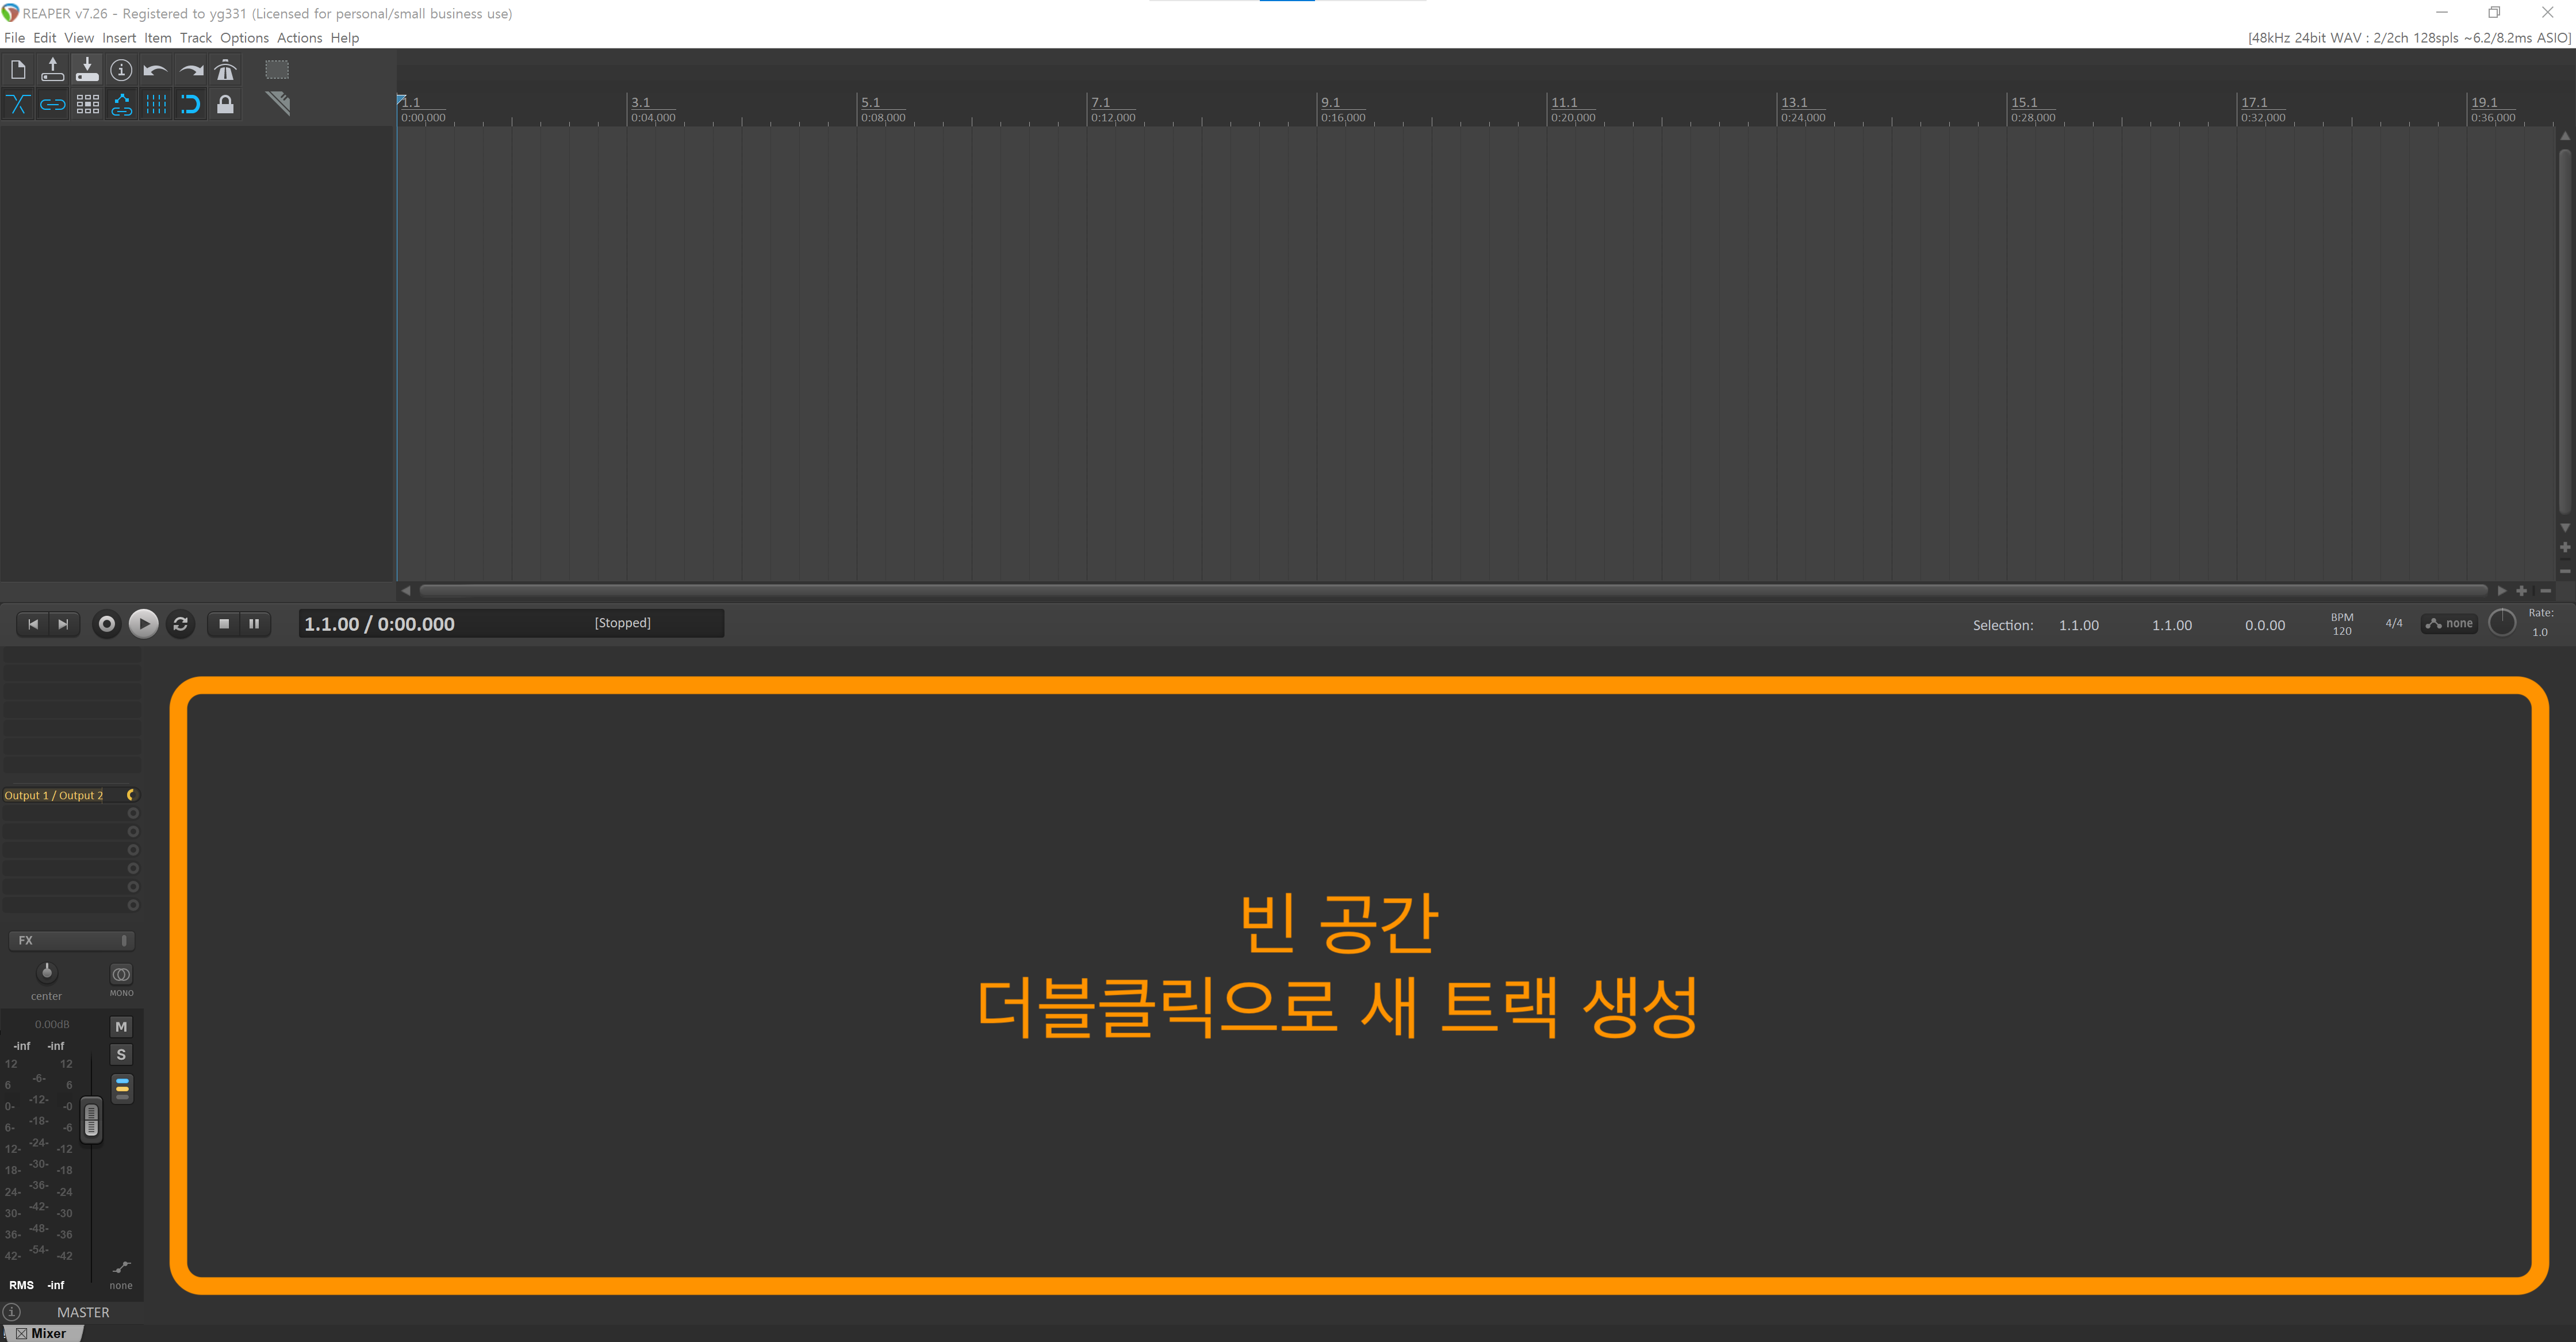 REAPER v7.26 - Registered to yg331 (Licensed for personal/small business use)
File Edit View Insert Item Track Options Actions Help
[48kHz 24bit WAV : 2/2ch 128spls ~6.2/8.2ms ASIO]
1.1 3.1 5.1 7.1 9.1 11.1 13.1 15.1 17.1 19.1
0:00,000 0:04,000 0:08,000 0:12,000 0:16,000 0:20,000 0:24,000 0:28,000 0:32,000 0:36,000
1.1.00 / 0:00.000 [Stopped]
Selection: 1.1.00 1.1.00 0.0.00
BPM
120
4/4
none
Rate:
1.0
Output 1 / Output 2
빈 공간
더블클릭으로 새 트랙 생성
FX
center
MONO
0.00dB
M
-inf -inf
S
12 12
-6-
6 6
-12-
0- -0
-18-
6- -6
-24-
12- -12
-30-
18- -18
-36-
24- -24
-42-
30- -30
-48-
36- -36
-54-
42- -42
RMS -inf
none
MASTER
Mixer